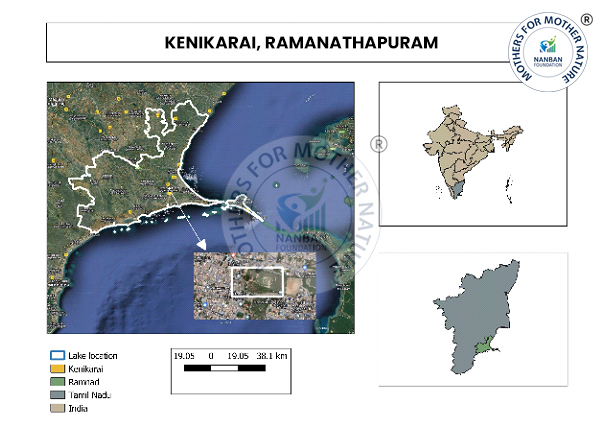 KENIKARAI, RAMANATHAPURAM
MOTHERS FOR MOTHER NATURE
NANBAN
FOUNDATION
®
MOTHERS FOR MOTHER NATURE
NANBAN
FOUNDATION
®
Lake location
Kenikarai
Ramnad
Tamil Nadu
India
19.05 0 19.05 38.1 km